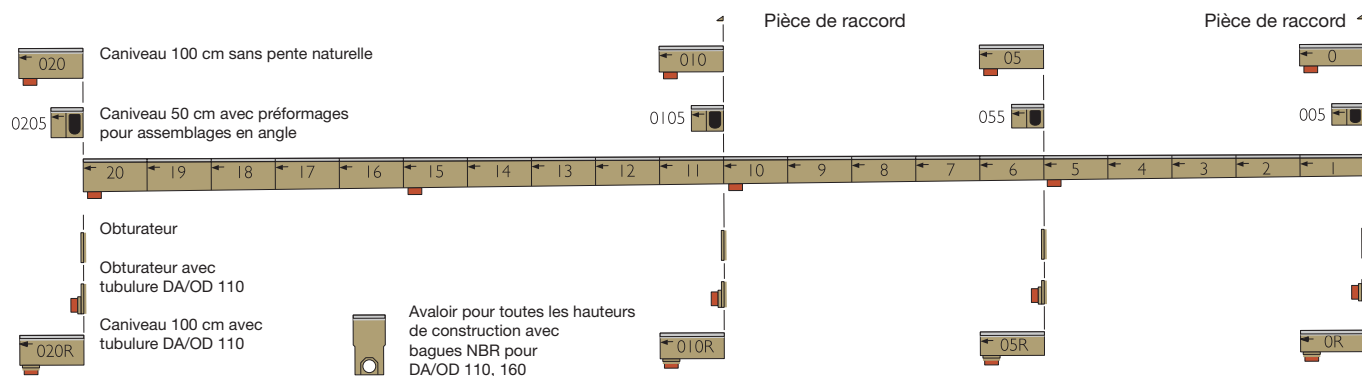 Pièce de raccord
Pièce de raccord
020
Caniveau 100 cm sans pente naturelle
010
05
0
0205
Caniveau 50 cm avec préformages
pour assemblages en angle
0105
055
005
20 19 18 17 16 15 14 13 12 11 10 9 8 7 6 5 4 3 2 1
Obturateur
Obturateur avec
tubulure DA/OD 110
Caniveau 100 cm avec
tubulure DA/OD 110
020R
Avaloir pour toutes les hauteurs
de construction avec
bagues NBR pour
DA/OD 110, 160
010R
05R
0R